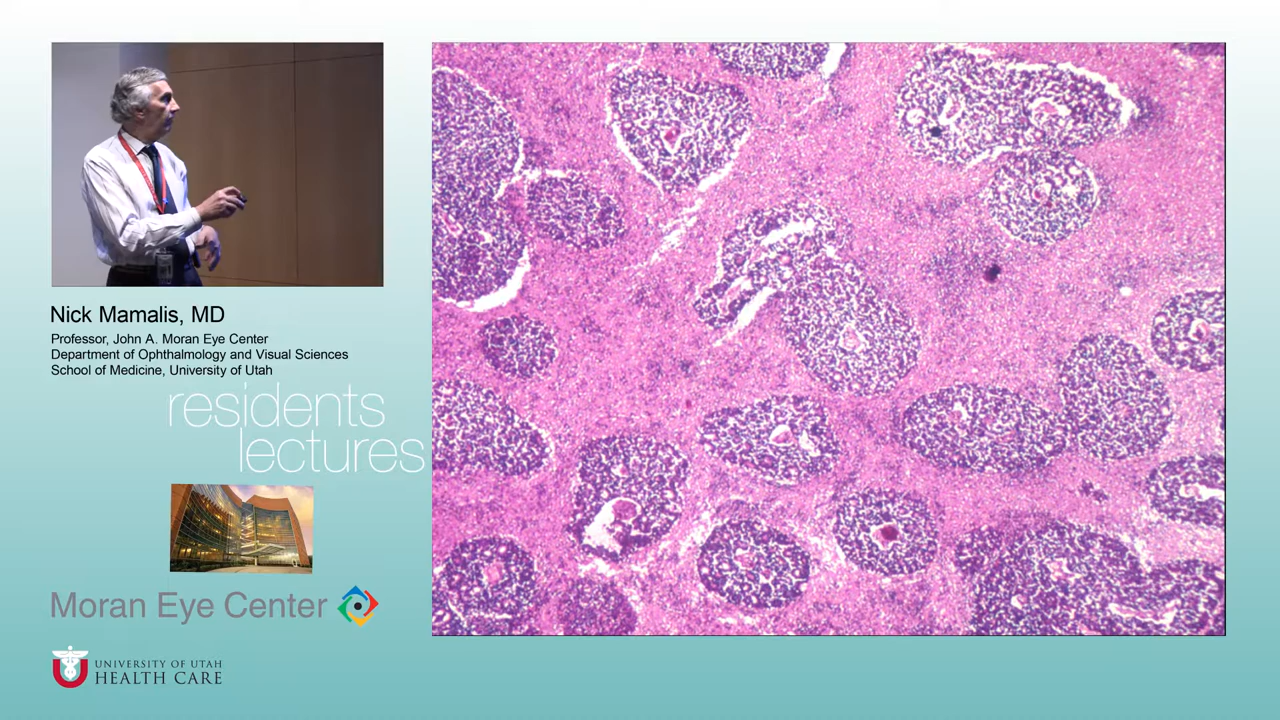 Nick Mamalis, MD
Professor, John A. Moran Eye Center
Department of Ophthalmology and Visual Sciences
School of Medicine, University of Utah
residents
lectures
Moran Eye Center
U
UNIVERSITY OF UTAH
HEALTH CARE